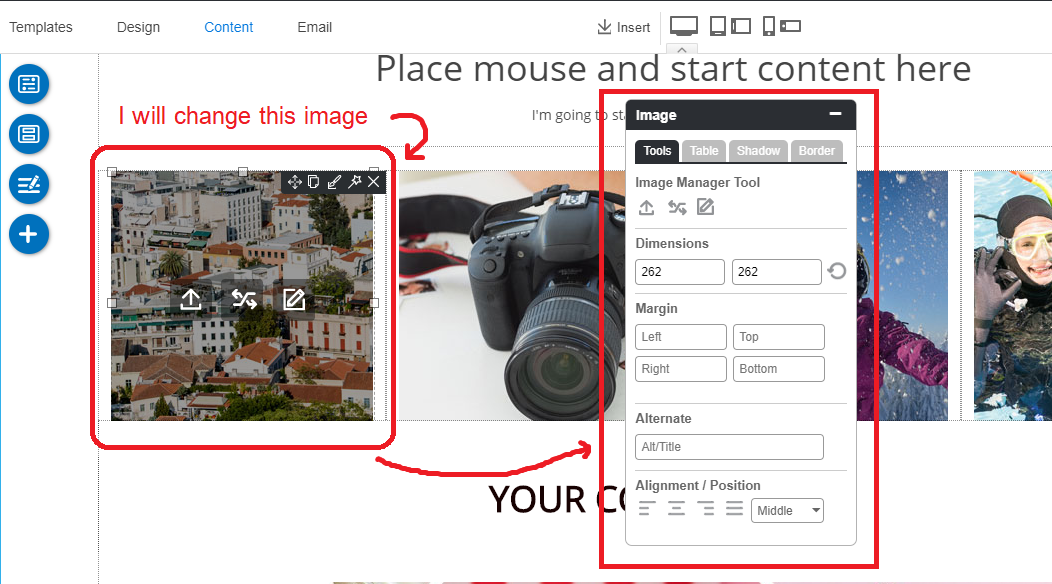 Templates Design Content Email Insert
Place mouse and start content here
I will change this image
I'm going to sta
Image
Tools Table Shadow Border
Image Manager Tool
Dimensions
262 262
Margin
Left Top
Right Bottom
Alternate
Alt/Title
Alignment / Position
Middle
YOUR CO